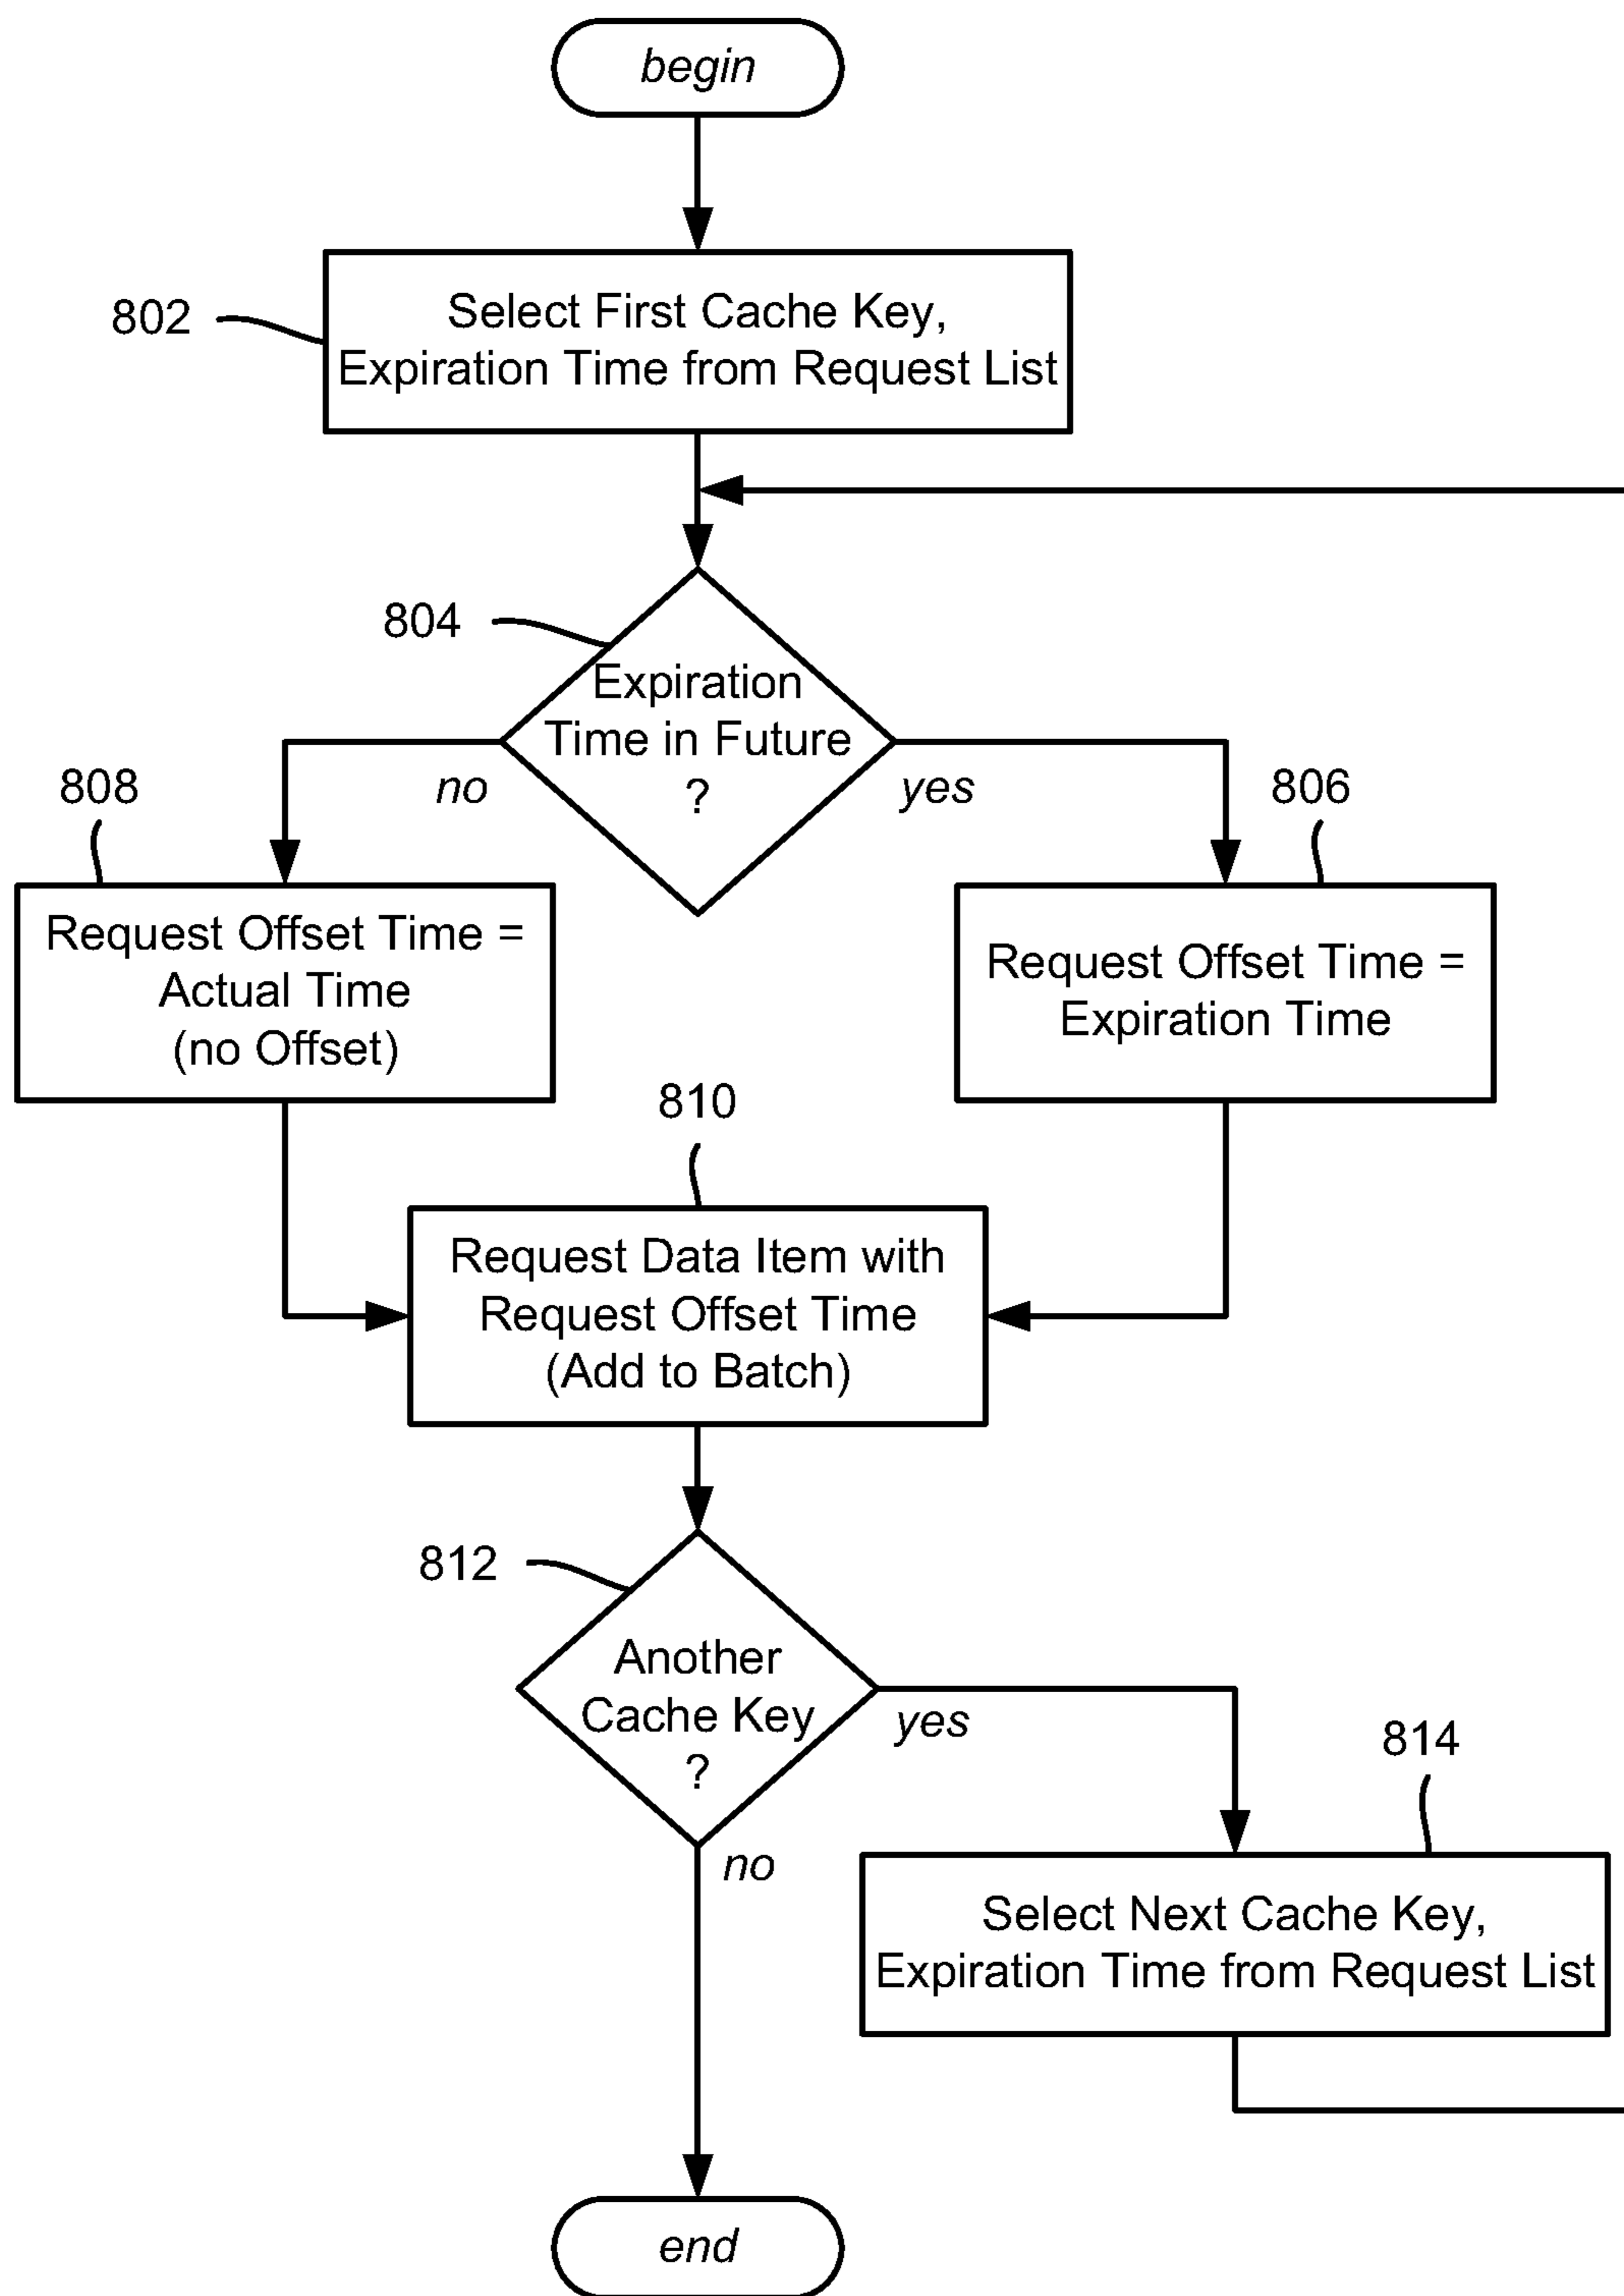 begin
802
Select First Cache Key,
Expiration Time from Request List
804
Expiration
Time in Future
?
no
yes
808
806
Request Offset Time =
Actual Time
(no Offset)
Request Offset Time =
Expiration Time
810
Request Data Item with
Request Offset Time
(Add to Batch)
812
Another
Cache Key
?
yes
no
814
Select Next Cache Key,
Expiration Time from Request List
end